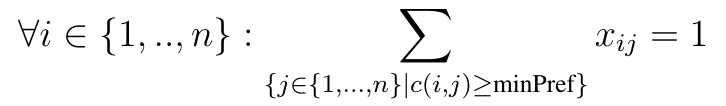 ∀i ∈ {1, .., n} : ∑_{{j∈{1,...,n}|c(i,j)≥minPref}} x_{ij} = 1